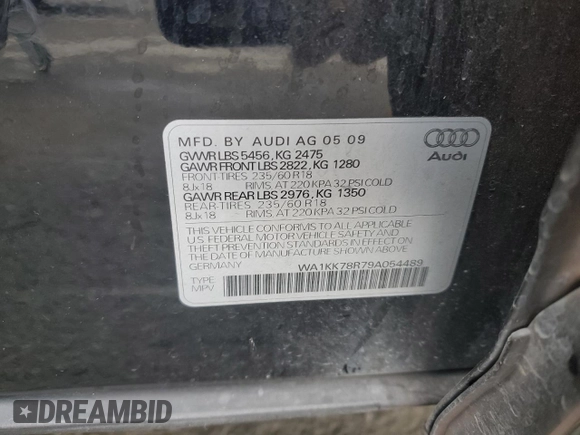 MFD. BY AUDI AG 05 09
GVWR LBS 5456, KG 2475
GAWR FRONT LBS 2822, KG 1280
FRONT-TIRES 235/60 R18
8Jx18 RIMS AT 220 KPA 32 PSI COLD
GAWR REAR LBS 2976, KG 1350
REAR-TIRES 235/60 R18
8Jx18 RIMS AT 220 KPA 32 PSI COLD
THIS VEHICLE CONFORMS TO ALL APPLICABLE
U.S. FEDERAL MOTOR VEHICLE SAFETY AND
THEFT PREVENTION STANDARDS IN EFFECT ON
THE DATE OF MANUFACTURE SHOWN ABOVE.
GERMANY WA1KK78R79A054489
TYPE:
MPV
Audi
DREAMBID